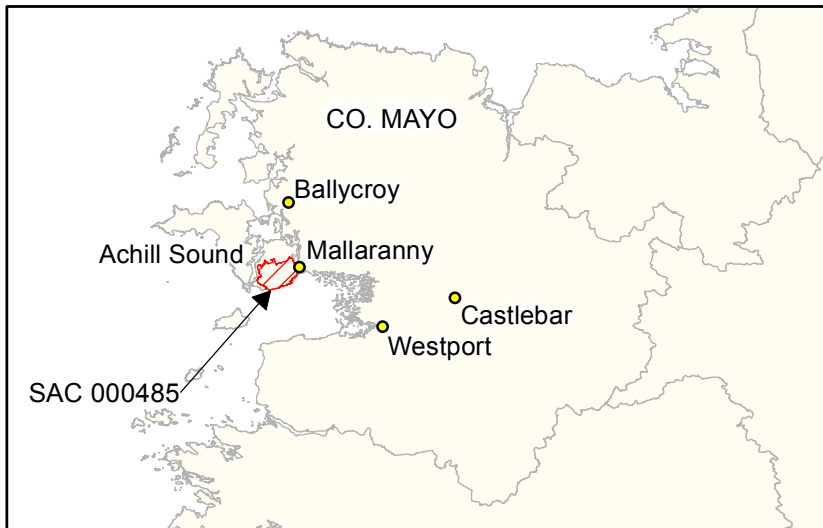 CO. MAYO
Ballycroy
Achill Sound
Mallaranny
Castlebar
Westport
SAC 000485